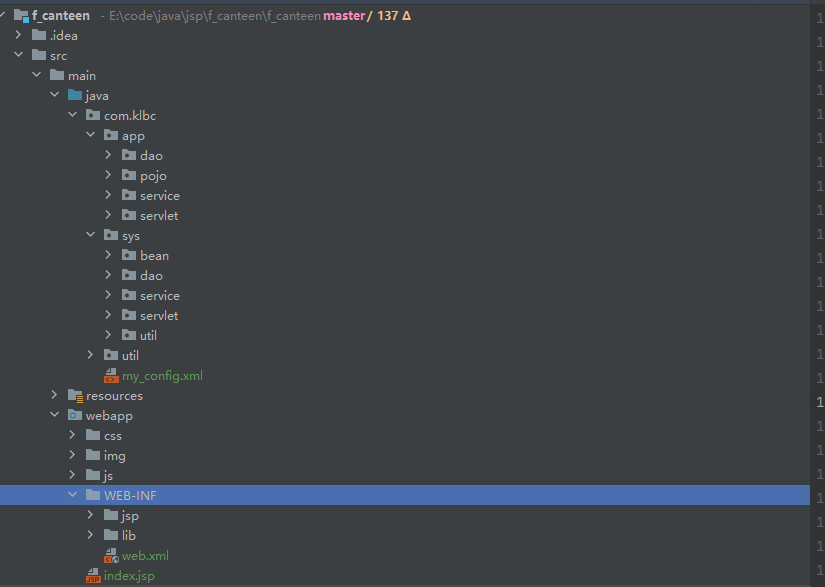 f_canteen - E:\code\java\jsp\f_canteen\f_canteen master / 137 Δ
.idea
src
main
java
com.klbc
app
dao
pojo
service
servlet
sys
bean
dao
service
servlet
util
util
my_config.xml
resources
webapp
css
img
js
WEB-INF
jsp
lib
web.xml
index.jsp